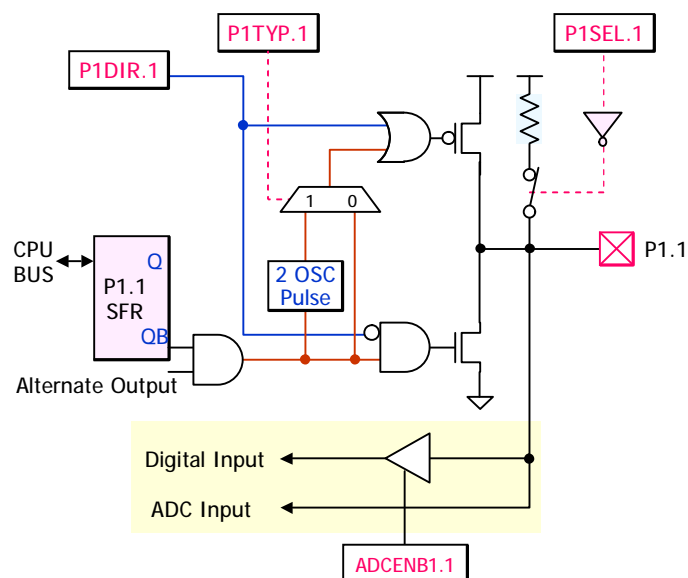 P1TYP.1
P1SEL.1
P1DIR.1
1 0
CPU
BUS
Q
P1.1
SFR
QB
2 OSC
Pulse
P1.1
Alternate Output
Digital Input
ADC Input
ADCENB1.1